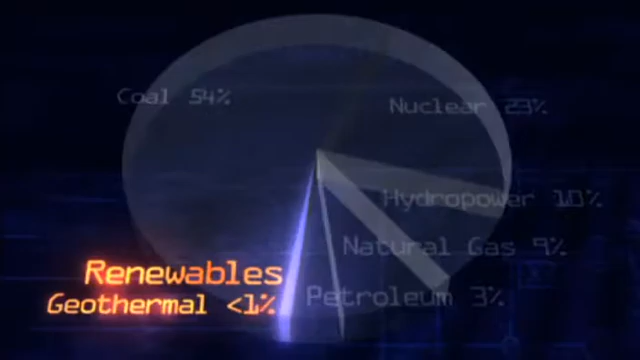 Coal 54%
Nuclear 23%
Hydropower 10%
Natural Gas 9%
Renewables
Geothermal <1%
Petroleum 3%